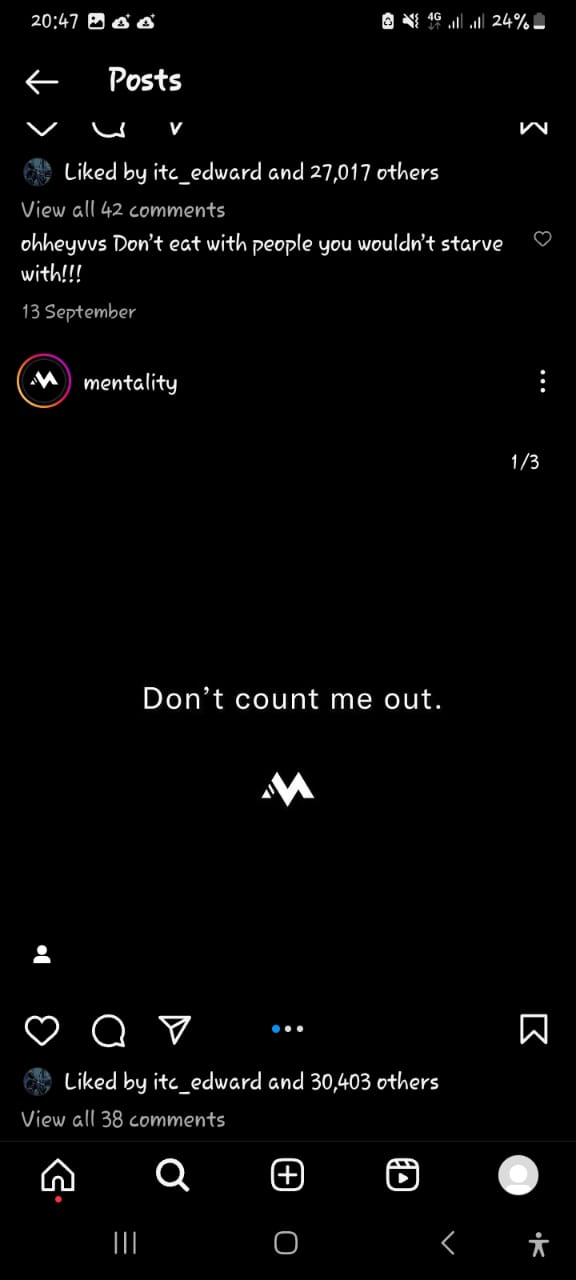 20:47 4G 24%
Posts
Liked by itc_edward and 27,017 others
View all 42 comments
ohheyvvs Don't eat with people you wouldn't starve
with!!!
13 September
mentality
1/3
Don't count me out.
Liked by itc_edward and 30,403 others
View all 38 comments